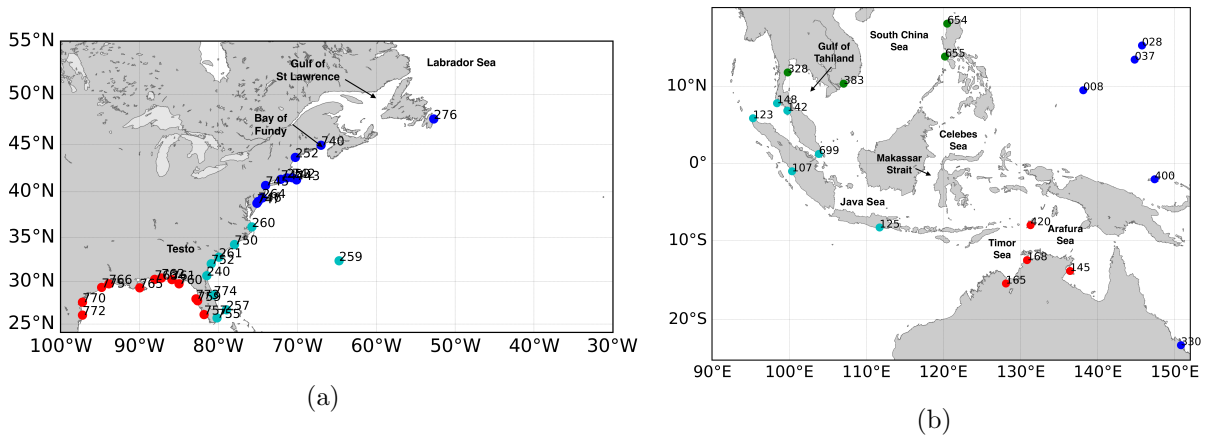 55°N
50°N
45°N
40°N
35°N
30°N
25°N
100°W 90°W 80°W 70°W 60°W 50°W 40°W 30°W
Gulf of
St Lawrence
Labrador Sea
Bay of
Fundy
Testo
276
740
252
264
260
750
261
752
259
240
774
257
755
766
770
772
765
760
(a)
10°N
0°
10°S
20°S
90°E 100°E 110°E 120°E 130°E 140°E 150°E
South China
Sea
Gulf of
Tahiland
Celebes
Sea
Makassar
Strait
Java Sea
Timor
Sea
Arafura
Sea
654
655
028
037
008
328
383
148
142
123
699
107
400
125
420
168
145
165
330
(b)